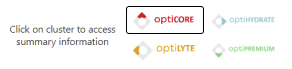 Click on cluster to access
summary information
optiCORE
optiHYDRATE
optiLYTE
optiPREMIUM